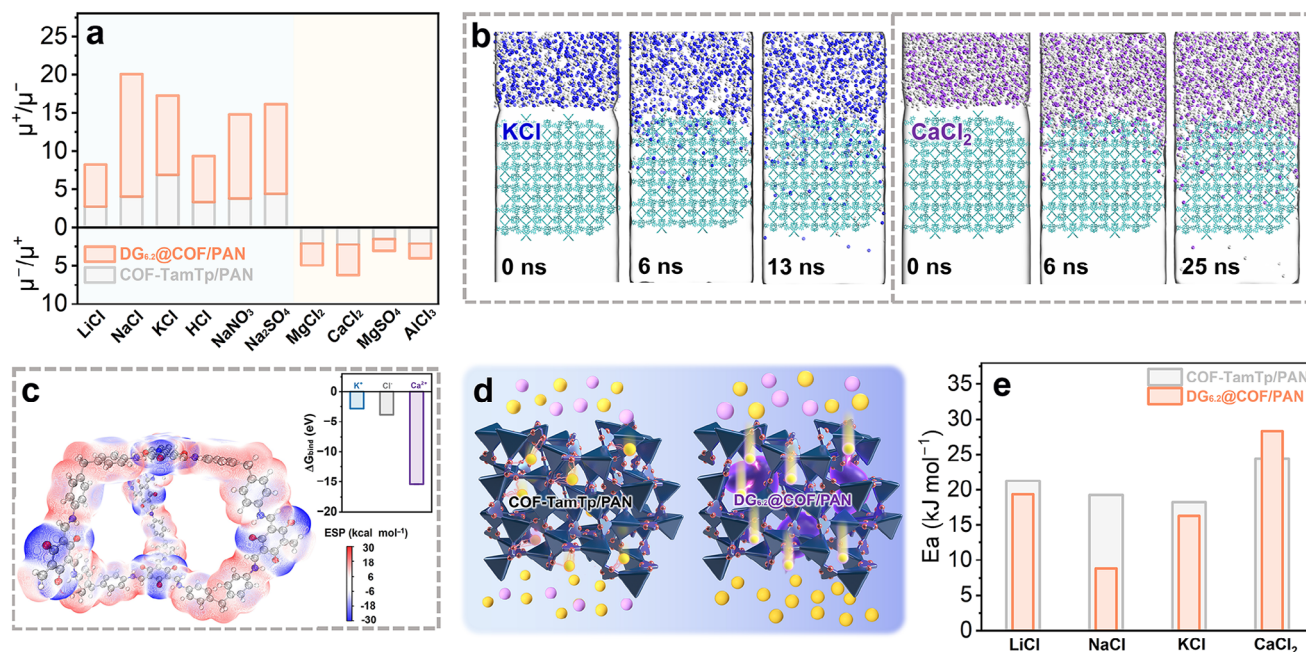 a
25
20
15
10
5
0
5
10
μ⁺/μ⁻
μ⁻/μ⁺
DG₆.₂@COF/PAN
COF-TamTp/PAN
LiCl
NaCl
KCl
HCl
NaNO₃
Na₂SO₄
MgCl₂
CaCl₂
MgSO₄
AlCl₃
b
KCl
CaCl₂
0 ns
6 ns
13 ns
0 ns
6 ns
25 ns
c
K⁺
Cl⁻
Ca²⁺
0
−5
−10
−15
−20
ΔGbind (eV)
ESP (kcal mol⁻¹)
30
18
6
-6
-18
-30
d
COF-TamTp/PAN
DG₆.₂@COF/PAN
e
COF-TamTp/PAN
DG₆.₂@COF/PAN
35
30
25
20
15
10
5
0
Ea (kJ mol⁻¹)
LiCl
NaCl
KCl
CaCl₂